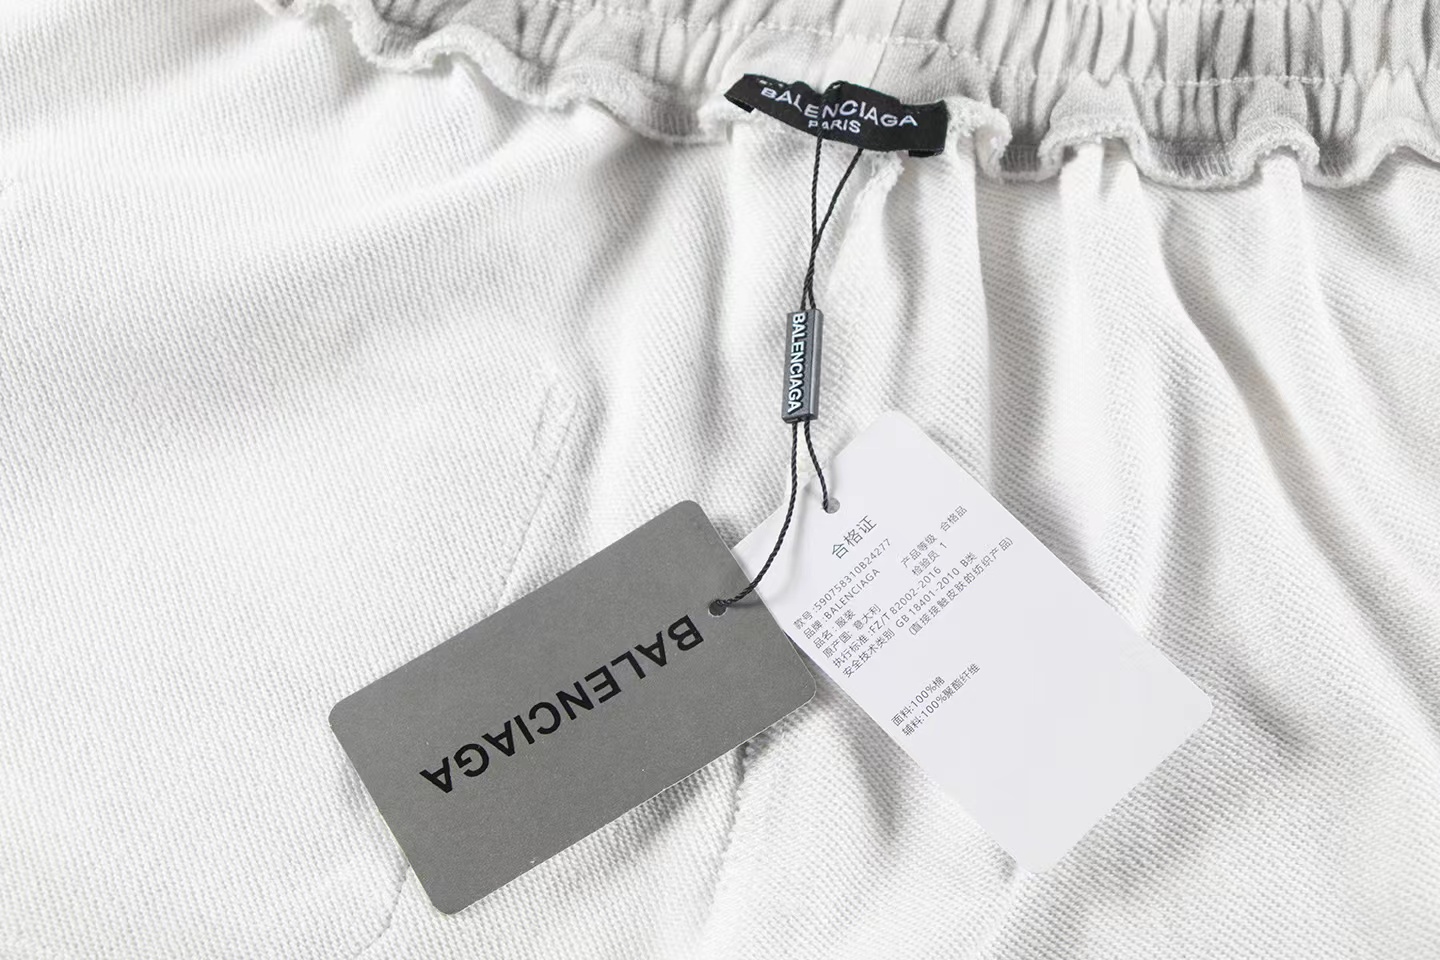 BALENCIAGA
PARIS
BALENCIAGA
BALENCIAGA
合格证
款号:590758310B24277
品牌:BALENCIAGA 产品等级 合格品
品名:服装 检验员 1
原产国: 意大利
执行标准:FZ/T 82002-2016
安全技术类别 GB 18401-2010 B类
(直接接触皮肤的纺织产品)
面料:100%棉
辅料:100%聚酯纤维